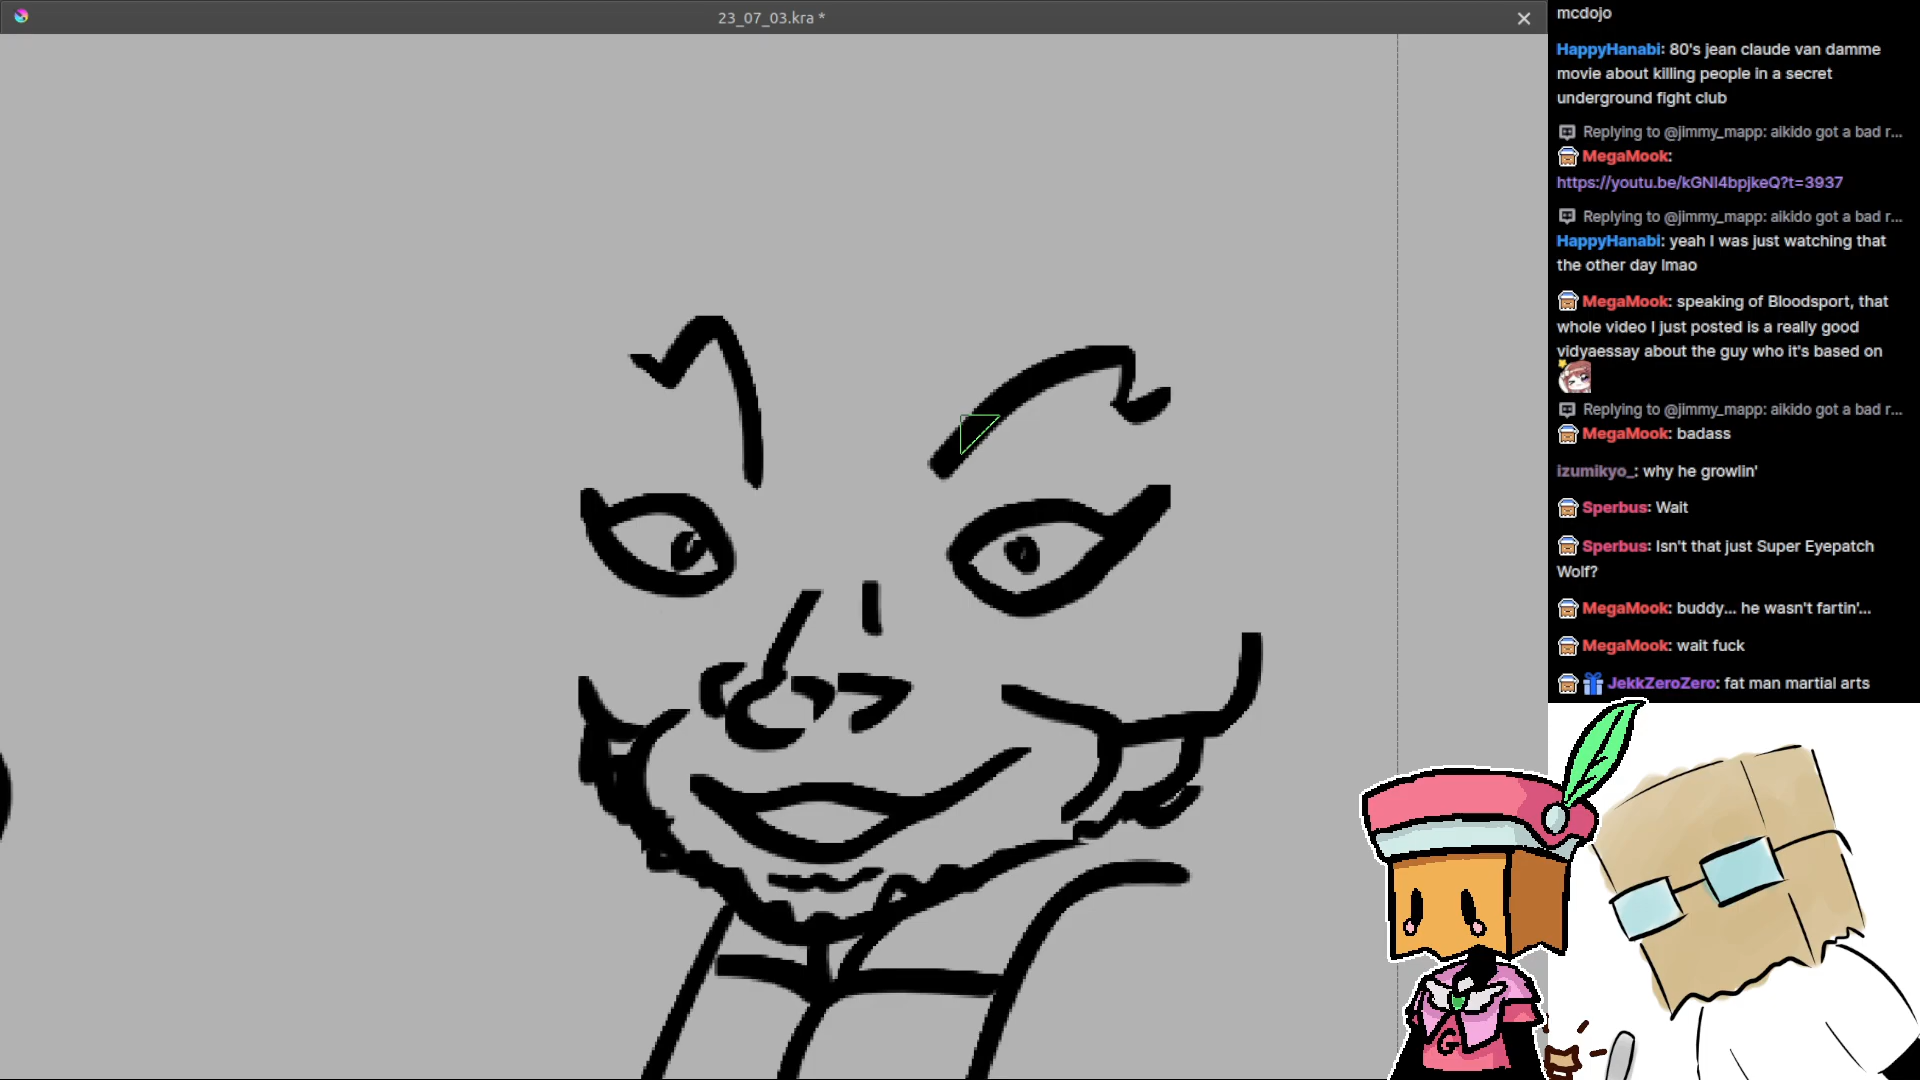 23_07_03.kra *
mcdojo
HappyHanabi: 80's jean claude van damme
movie about killing people in a secret
underground fight club
Replying to @jimmy_mapp: aikido got a bad r...
MegaMook:
https://youtu.be/kGNI4bpjkeQ?t=3937
Replying to @jimmy_mapp: aikido got a bad r...
HappyHanabi: yeah I was just watching that
the other day lmao
MegaMook: speaking of Bloodsport, that
whole video I just posted is a really good
vidyaessay about the guy who it's based on
Replying to @jimmy_mapp: aikido got a bad r...
MegaMook: badass
izumikyo_: why he growlin'
Sperbus: Wait
Sperbus: Isn't that just Super Eyepatch
Wolf?
MegaMook: buddy... he wasn't fartin'...
MegaMook: wait fuck
JekkZeroZero: fat man martial arts
G